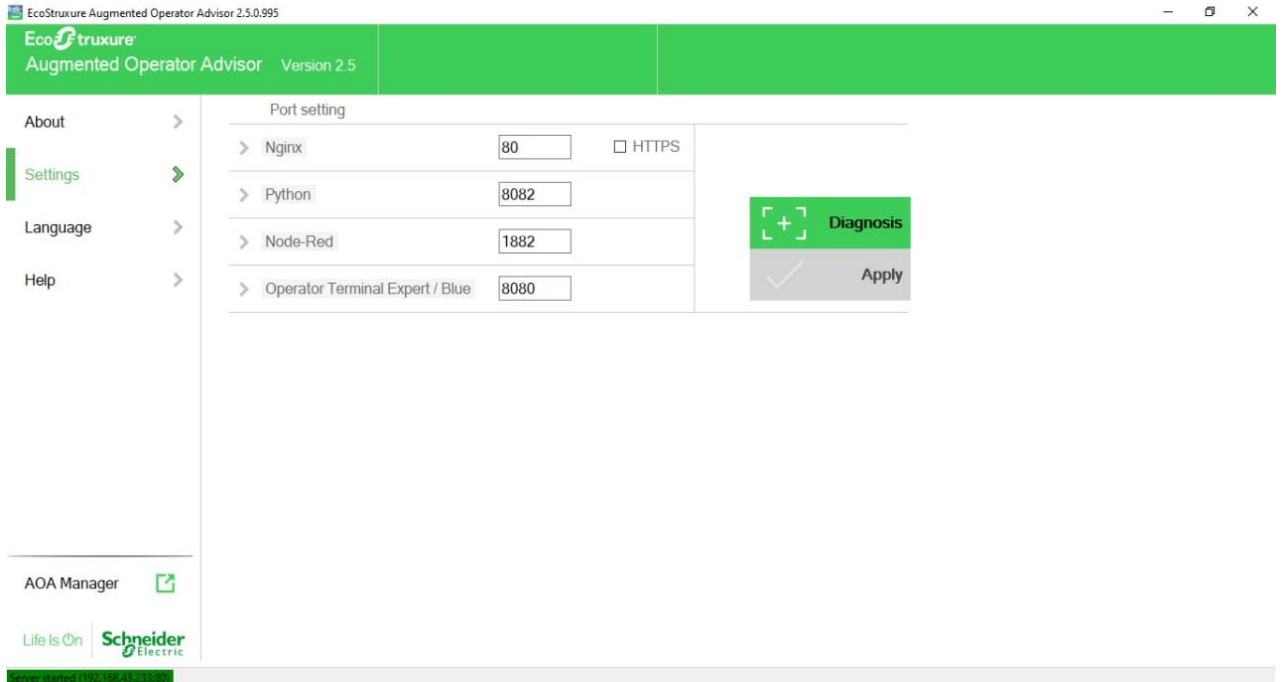 EcoStruxure Augmented Operator Advisor 2.5.0.995
EcoStruxure
Augmented Operator Advisor Version 2.5
About
Settings
Language
Help
Port setting
Nginx 80 HTTPS
Python 8082
Node-Red 1882
Operator Terminal Expert / Blue 8080
Diagnosis
Apply
AOA Manager
Life Is On
Schneider
Electric
Server started (192.168.43.233:80)